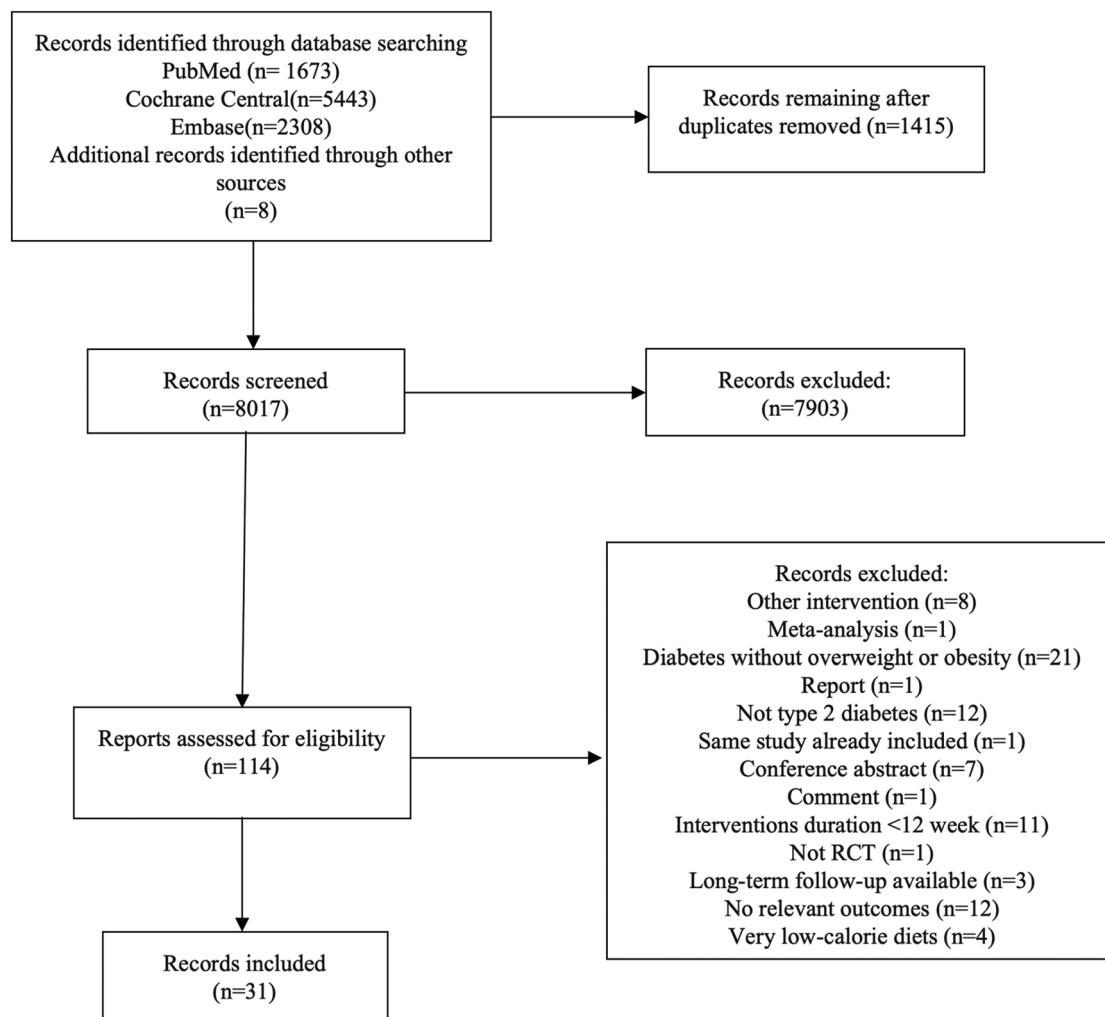 Records identified through database searching
PubMed (n= 1673)
Cochrane Central(n=5443)
Embase(n=2308)
Additional records identified through other
sources
(n=8)
Records remaining after
duplicates removed (n=1415)
Records screened
(n=8017)
Records excluded:
(n=7903)
Reports assessed for eligibility
(n=114)
Records excluded:
Other intervention (n=8)
Meta-analysis (n=1)
Diabetes without overweight or obesity (n=21)
Report (n=1)
Not type 2 diabetes (n=12)
Same study already included (n=1)
Conference abstract (n=7)
Comment (n=1)
Interventions duration <12 week (n=11)
Not RCT (n=1)
Long-term follow-up available (n=3)
No relevant outcomes (n=12)
Very low-calorie diets (n=4)
Records included
(n=31)